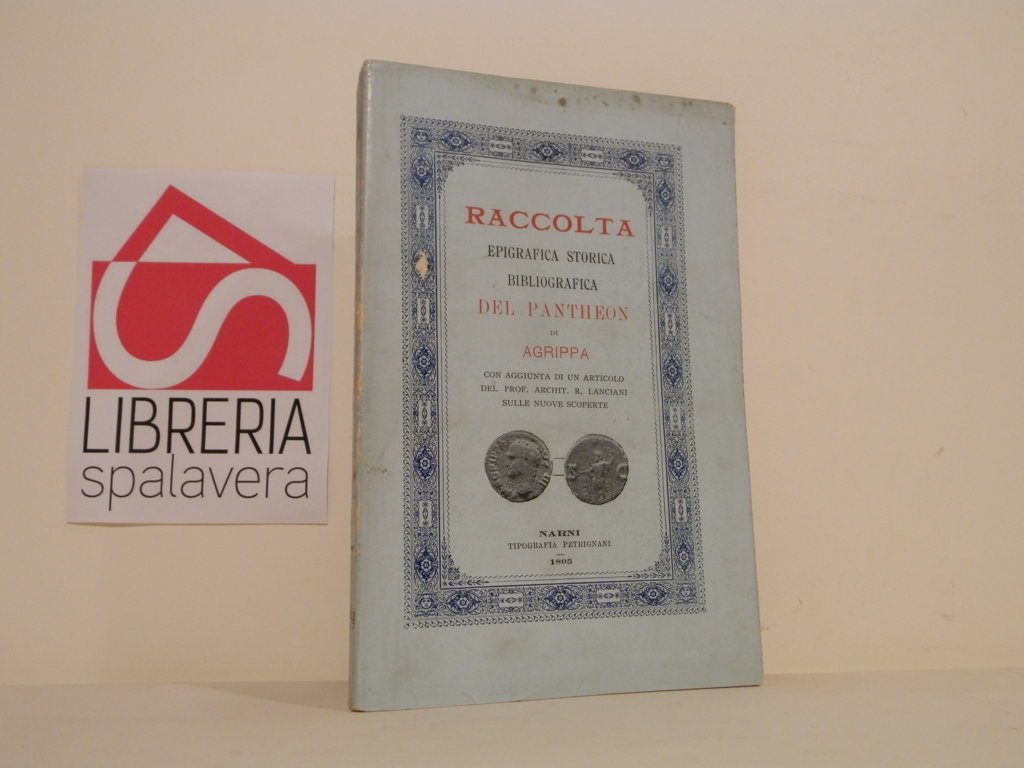 LIBRERIA
spalavera
RACCOLTA
EPIGRAFICA STORICA
BIBLIOGRAFICA
DEL PANTHEON
DI
AGRIPPA
CON AGGIUNTA DI UN ARTICOLO
DEL PROF. ARCHIT. R. LANCIANI
SULLE NUOVE SCOPERTE
S C
NARNI
TIPOGRAFIA PETRIGNANI
1895